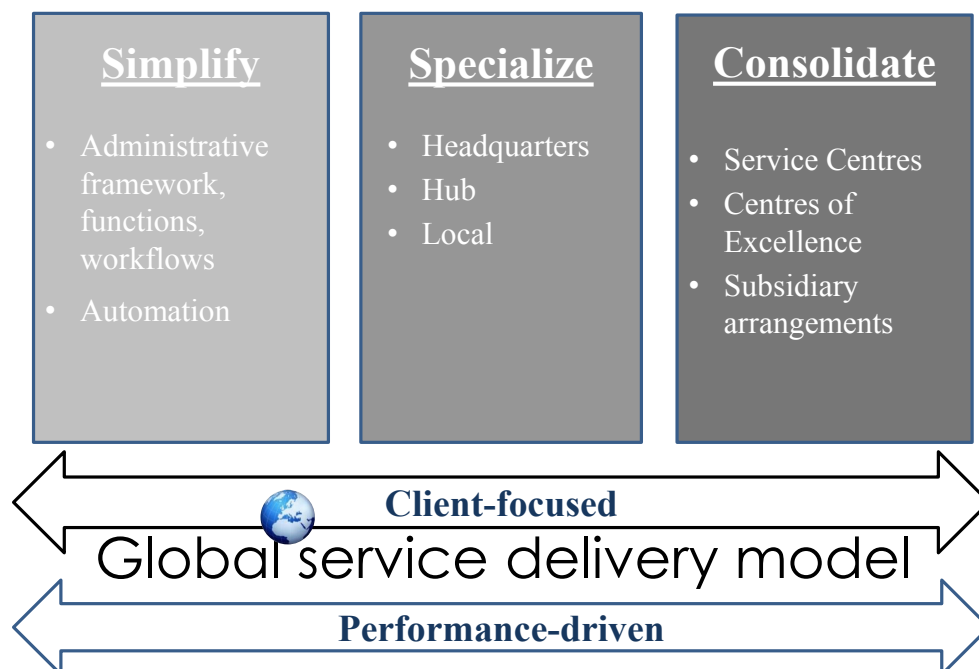 Simplify
• Administrative
framework,
functions,
workflows
• Automation
Specialize
• Headquarters
• Hub
• Local
Consolidate
• Service Centres
• Centres of
Excellence
• Subsidiary
arrangements
Client-focused
Global service delivery model
Performance-driven